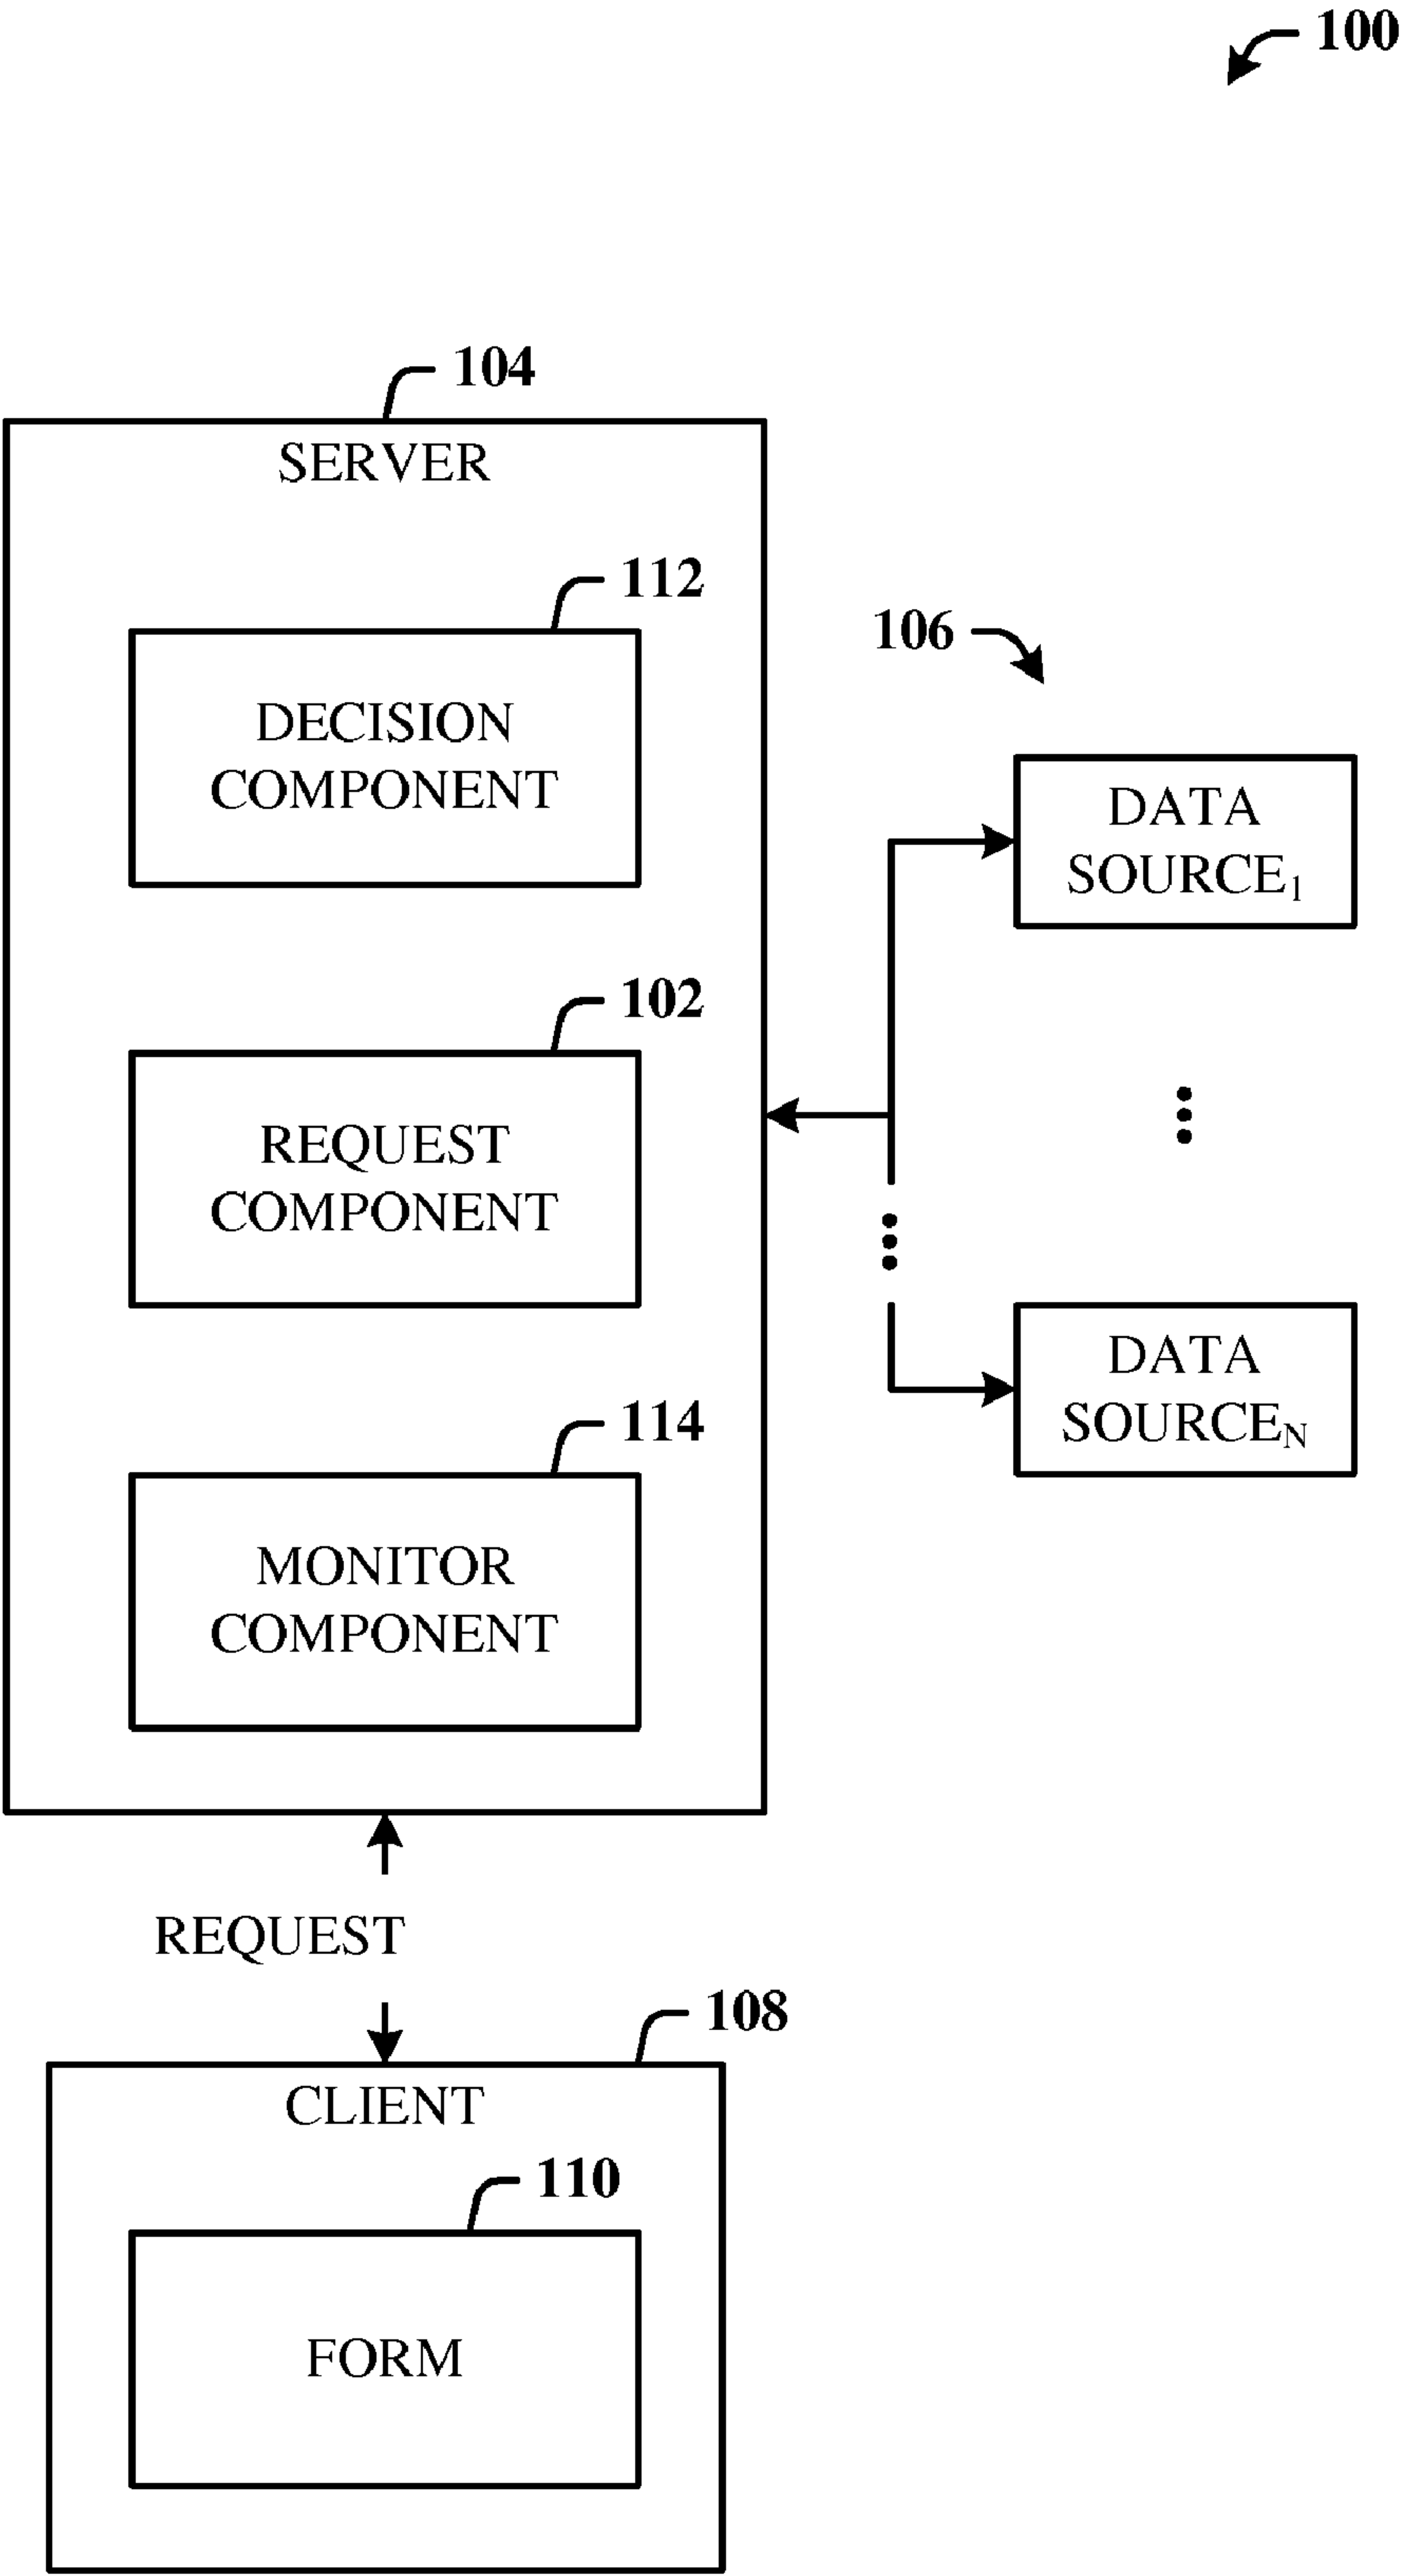 100
104
SERVER
112
DECISION
COMPONENT
106
DATA
SOURCE₁
102
REQUEST
COMPONENT
DATA
SOURCE_N
114
MONITOR
COMPONENT
REQUEST
108
CLIENT
110
FORM